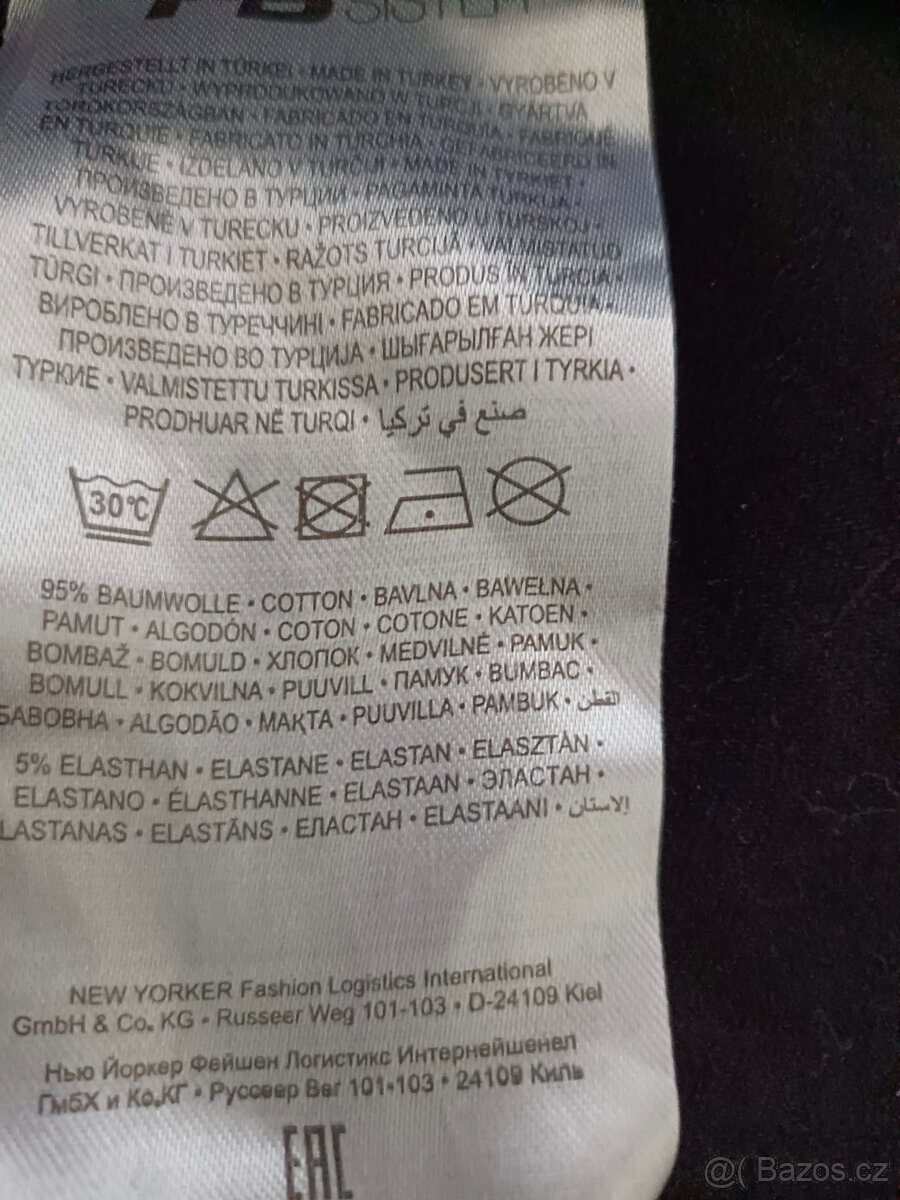 SISTEM
HERGESTELLT IN TÜRKEI • MADE IN TURKEY • VYROBENO V
TURECKU • WYPRODUKOWANO W TURCJI • GYÁRTVA
TÖRÖKORSZÁGBAN • FABRICADO EN TURQUÍA • FABRIQUÉ
EN TURQUIE • FABRICATO IN TURCHIA • GEFABRICEERD IN
TURKIJE • IZDELANO V TURČIJI • MADE IN TYRKIET •
ПРОИЗВЕДЕНО В ТУРЦИИ • PAGAMINTA TURKIJA •
VYROBENÉ V TURECKU • PROIZVEDENO U TURSKOJ •
TILLVERKAT I TURKIET • RAŽOTS TURCIJĀ • VALMISTATUD
TÜRGI • ПРОИЗВЕДЕНО В ТУРЦИЯ • PRODUS IN TURCIA •
ВИРОБЛЕНО В ТУРЕЧЧИНІ • FABRICADO EM TURQUIA •
ПРОИЗВЕДЕНО ВО ТУРЦИЈА • ШЫҒАРЫЛҒАН ЖЕРІ
ТҮРКИЕ • VALMISTETTU TURKISSA • PRODUSERT I TYRKIA •
PRODHUAR NË TURQI • صنع في تركيا
30°C
95% BAUMWOLLE • COTTON • BAVLNA • BAWEŁNA •
PAMUT • ALGODÓN • COTON • COTONE • KATOEN •
BOMBAŽ • BOMULD • ХЛОПОК • MEDVILNĖ • PAMUK •
BOMULL • KOKVILNA • PUUVILL • ПАМУК • BUMBAC •
БАВОВНА • ALGODÃO • МАҚТА • PUUVILLA • PAMBUK • القطن
5% ELASTHAN • ELASTANE • ELASTAN • ELASZTÁN •
ELASTANO • ÉLASTHANNE • ELASTAAN • ЭЛАСТАН •
LASTANAS • ELASTĀNS • ЕЛАСТАН • ELASTAANI • الاستان
NEW YORKER Fashion Logistics International
GmbH & Co. KG • Russeer Weg 101-103 • D-24109 Kiel
Нью Йоркер Фейшен Логистикс Интернейшенел
ГмбХ и Ко.КГ • Руссеер Вег 101-103 • 24109 Киль
EAC
@( Bazos.cz